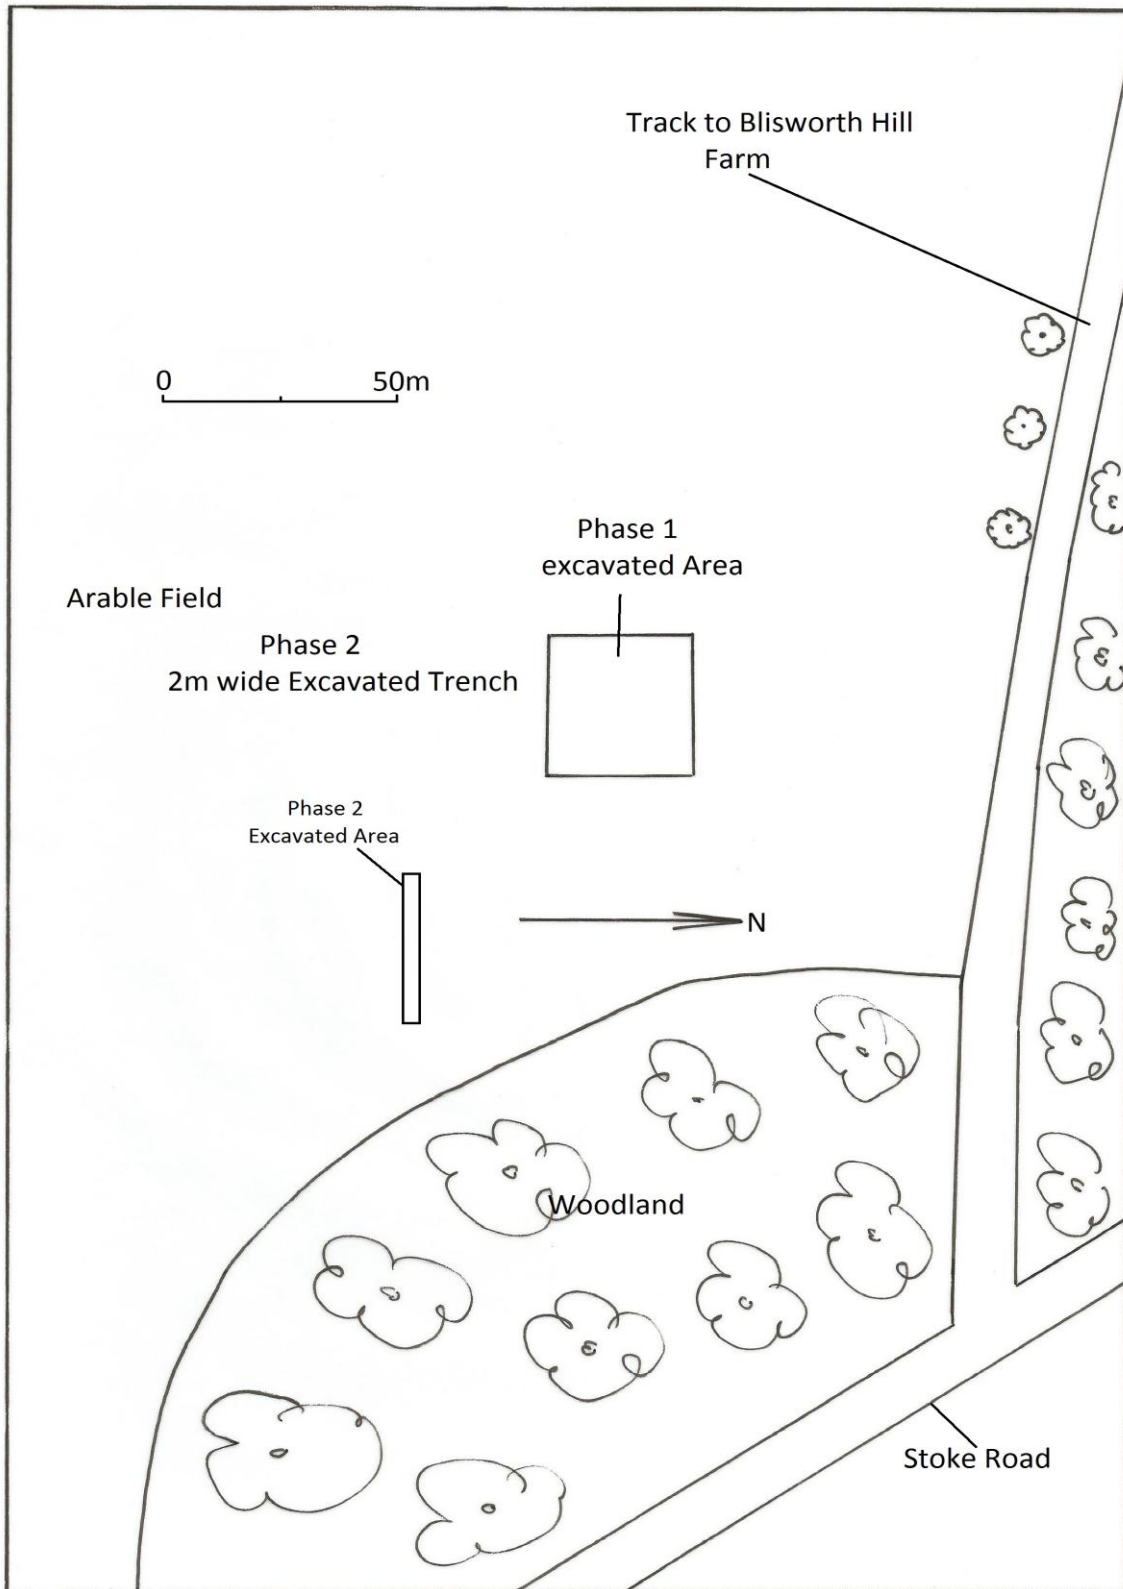 Track to Blisworth Hill
Farm
0 50m
Phase 1
excavated Area
Arable Field
Phase 2
2m wide Excavated Trench
Phase 2
Excavated Area
N
Woodland
Stoke Road